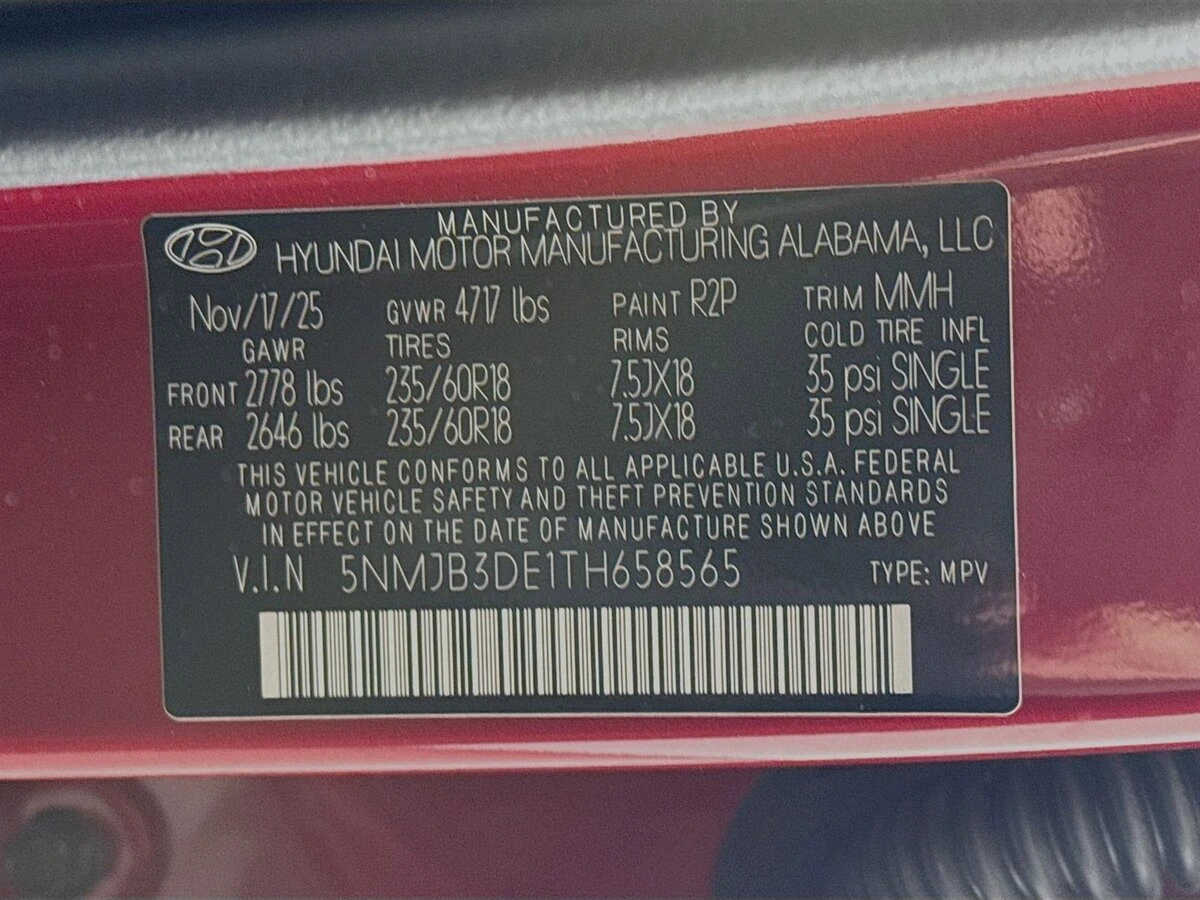 MANUFACTURED BY
HYUNDAI MOTOR MANUFACTURING ALABAMA, LLC
Nov/17/25 GVWR 4717 lbs PAINT R2P TRIM MMH
GAWR TIRES RIMS COLD TIRE INFL
FRONT 2778 lbs 235/60R18 7.5JX18 35 psi SINGLE
REAR 2646 lbs 235/60R18 7.5JX18 35 psi SINGLE
THIS VEHICLE CONFORMS TO ALL APPLICABLE U.S.A. FEDERAL
MOTOR VEHICLE SAFETY AND THEFT PREVENTION STANDARDS
IN EFFECT ON THE DATE OF MANUFACTURE SHOWN ABOVE
V.I.N 5NMJB3DE1TH658565 TYPE: MPV